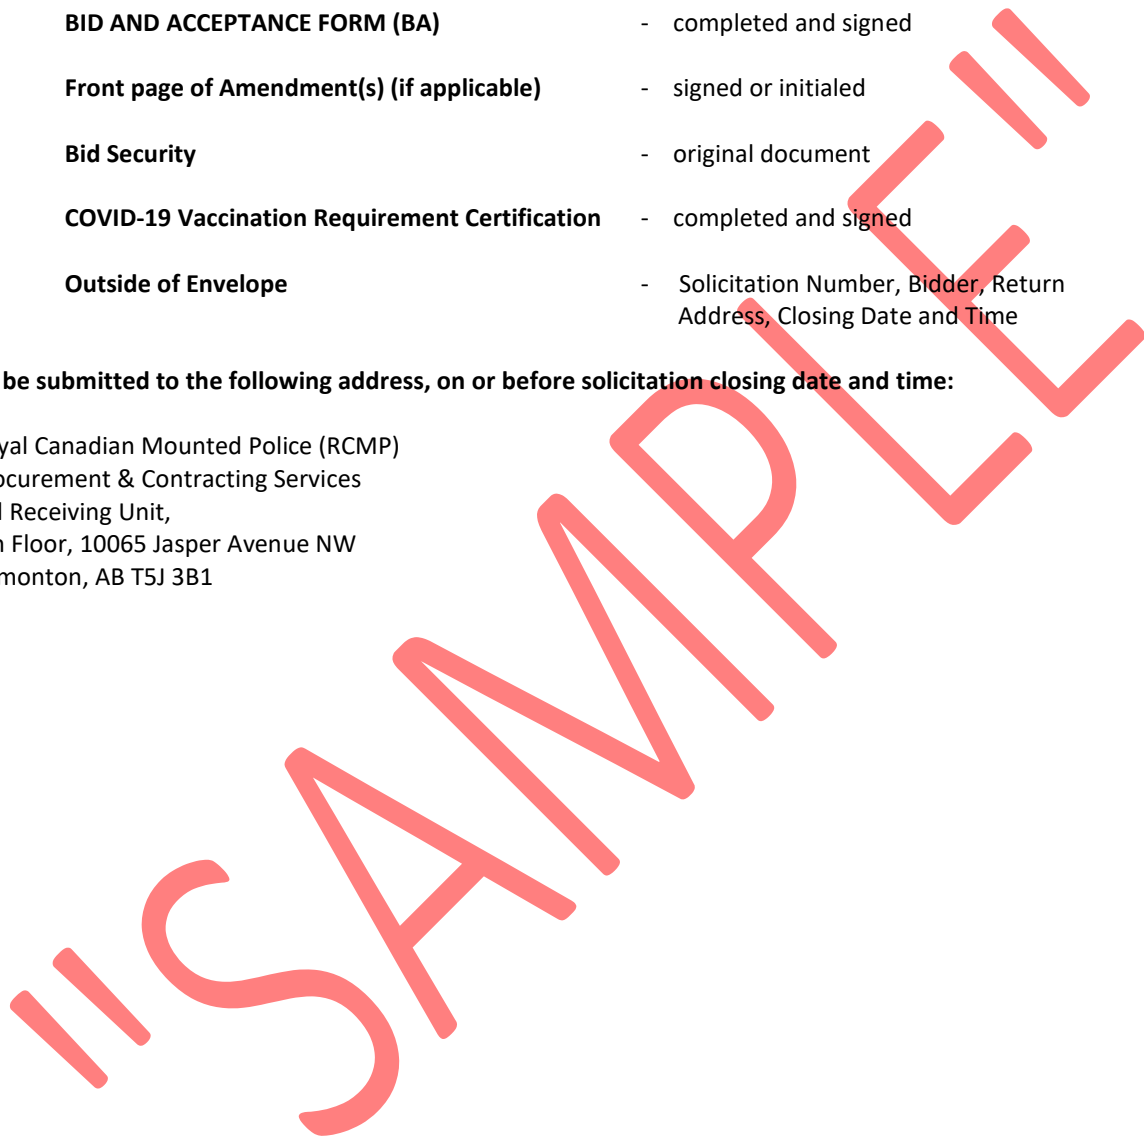 BID AND ACCEPTANCE FORM (BA) - completed and signed
Front page of Amendment(s) (if applicable) - signed or initialed
Bid Security - original document
COVID-19 Vaccination Requirement Certification - completed and signed
Outside of Envelope - Solicitation Number, Bidder, Return
Address, Closing Date and Time
be submitted to the following address, on or before solicitation closing date and time:
yal Canadian Mounted Police (RCMP)
ocurement & Contracting Services
Receiving Unit,
Floor, 10065 Jasper Avenue NW
monton, AB T5J 3B1
"SAMPLE"